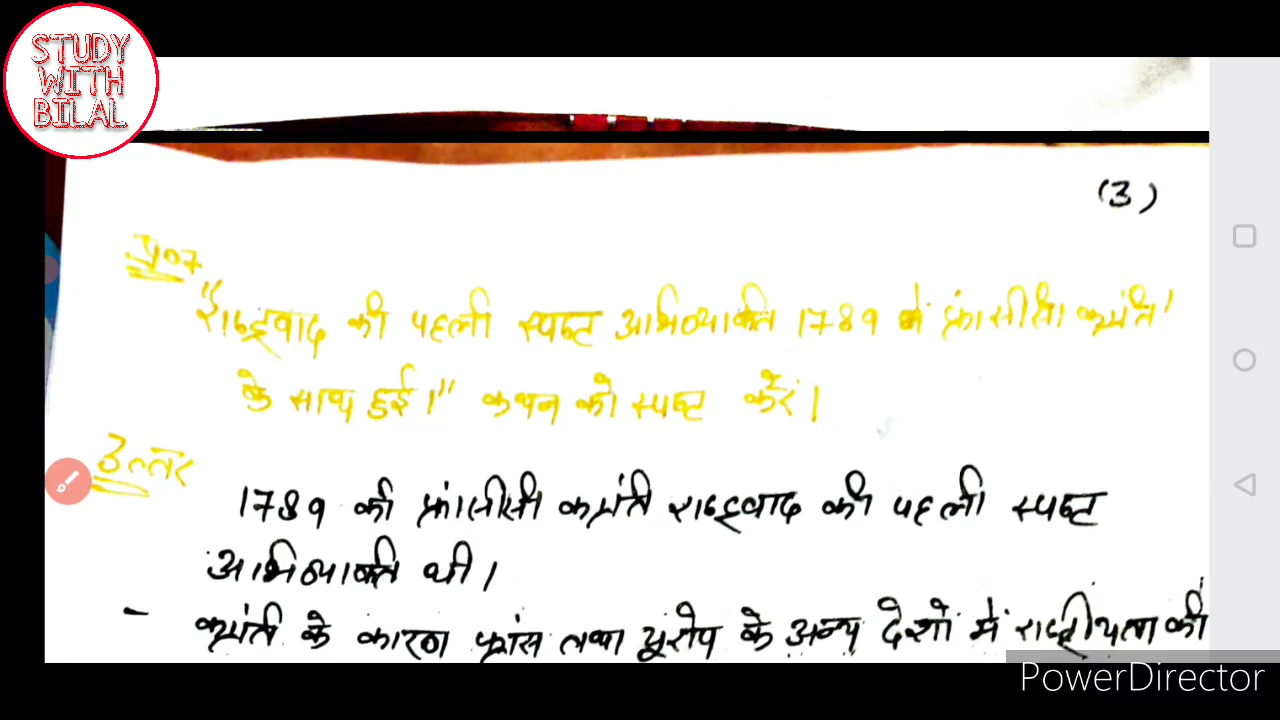 STUDY
WITH
BILAL
(3)
प्र०7
"राष्ट्रवाद की पहली स्पष्ट अभिव्यक्ति 1789 में फ्रांसीसी क्रांति
के साथ हुई।" कथन को स्पष्ट करें।
उत्तर
1789 की फ्रांसीसी क्रांति राष्ट्रवाद की पहली स्पष्ट
अभिव्यक्ति थी।
- क्रांति के कारण फ्रांस तथा यूरोप के अन्य देशों में राष्ट्रीयता की
PowerDirector